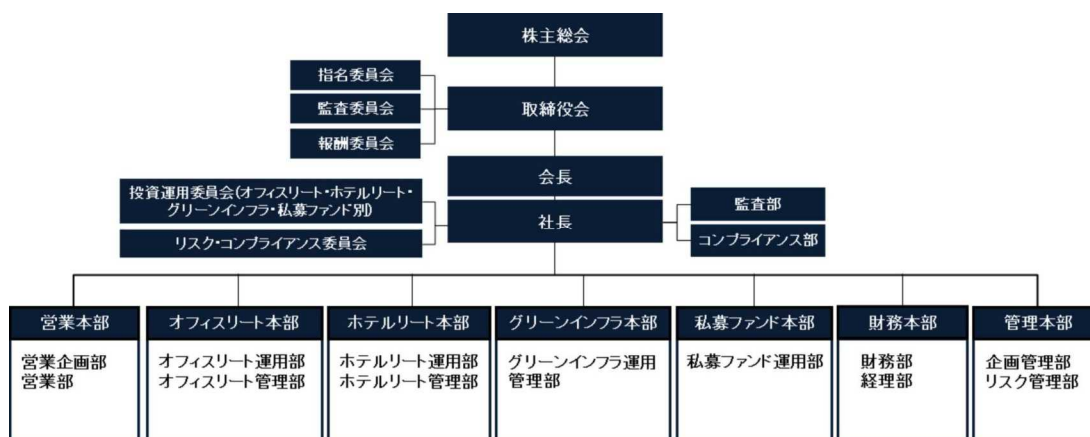 株主総会
指名委員会
監査委員会
報酬委員会
取締役会
会長
投資運用委員会(オフィスリート・ホテルリート・
グリーンインフラ・私募ファンド別)
リスク・コンプライアンス委員会
社長
監査部
コンプライアンス部
営業本部
営業企画部
営業部
オフィスリート本部
オフィスリート運用部
オフィスリート管理部
ホテルリート本部
ホテルリート運用部
ホテルリート管理部
グリーンインフラ本部
グリーンインフラ運用
管理部
私募ファンド本部
私募ファンド運用部
財務本部
財務部
経理部
管理本部
企画管理部
リスク管理部